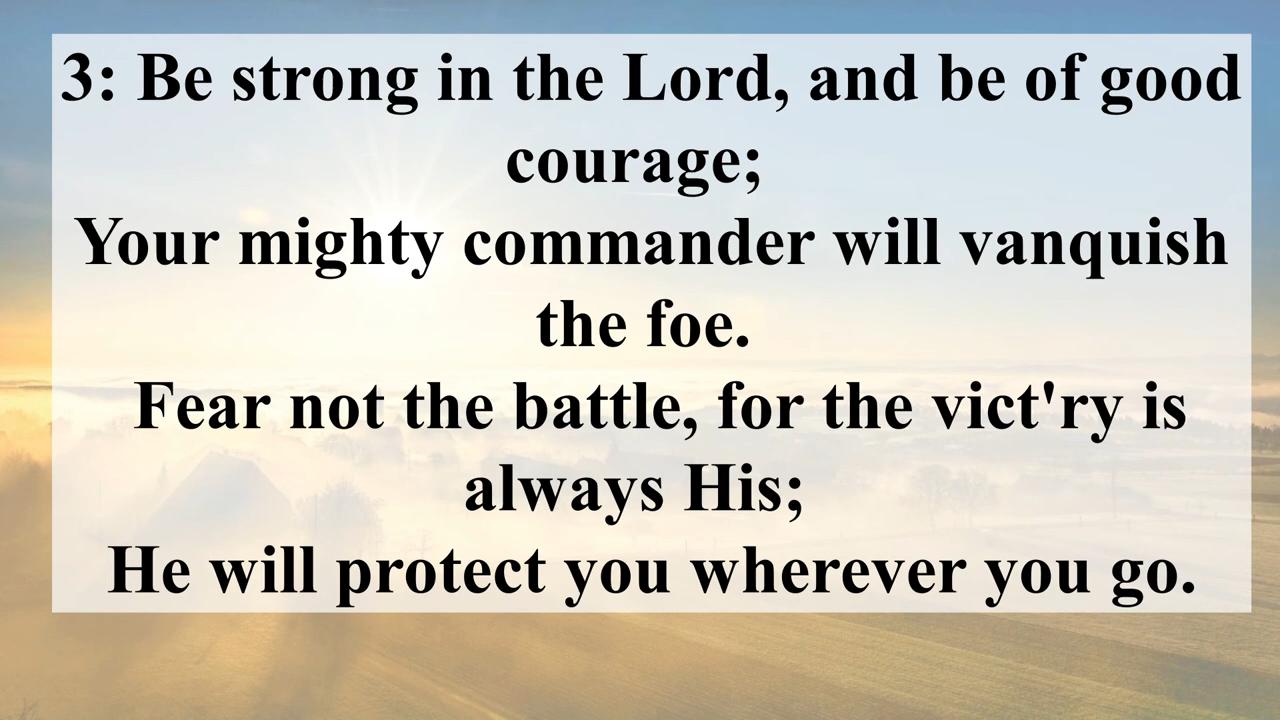 3: Be strong in the Lord, and be of good
courage;
Your mighty commander will vanquish
the foe.
Fear not the battle, for the vict'ry is
always His;
He will protect you wherever you go.